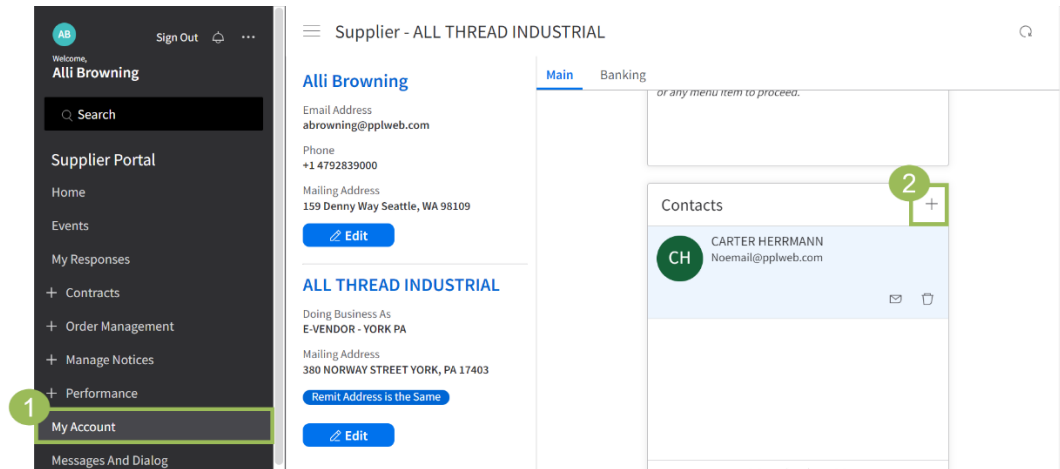 AB
Sign Out
Welcome,
Alli Browning
Search
Supplier Portal
Home
Events
My Responses
+ Contracts
+ Order Management
+ Manage Notices
+ Performance
1
My Account
Messages And Dialog
Supplier - ALL THREAD INDUSTRIAL
Alli Browning
Email Address
abrowning@pplweb.com
Phone
+1 4792839000
Mailing Address
159 Denny Way Seattle, WA 98109
Edit
ALL THREAD INDUSTRIAL
Doing Business As
E-VENDOR - YORK PA
Mailing Address
380 NORWAY STREET YORK, PA 17403
Remit Address is the Same
Edit
Main Banking
or any menu item to proceed.
2
Contacts +
CH
CARTER HERRMANN
Noemail@pplweb.com